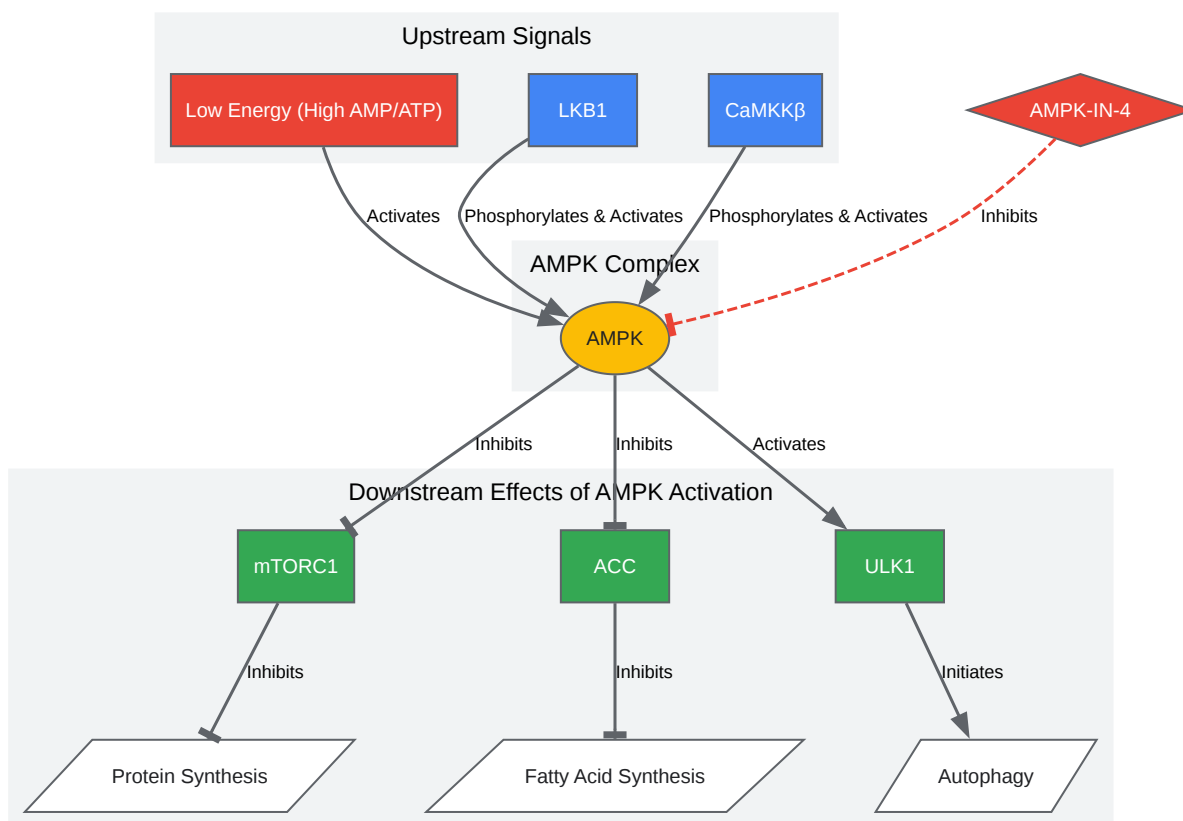 Upstream Signals
Low Energy (High AMP/ATP)
LKB1
CaMKKβ
AMPK-IN-4
Activates
Phosphorylates & Activates
Phosphorylates & Activates
Inhibits
AMPK Complex
AMPK
Inhibits
Inhibits
Activates
Downstream Effects of AMPK Activation
mTORC1
ACC
ULK1
Inhibits
Inhibits
Initiates
Protein Synthesis
Fatty Acid Synthesis
Autophagy